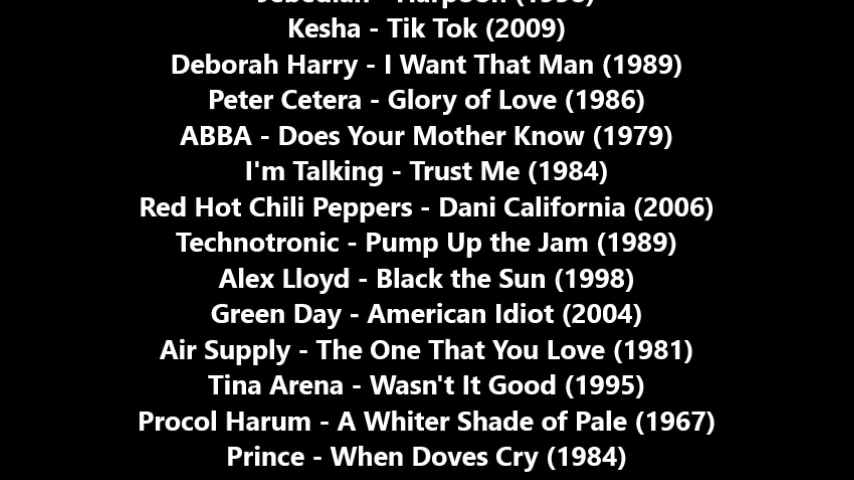 Jebediah - Harpoon (1998)
Kesha - Tik Tok (2009)
Deborah Harry - I Want That Man (1989)
Peter Cetera - Glory of Love (1986)
ABBA - Does Your Mother Know (1979)
I'm Talking - Trust Me (1984)
Red Hot Chili Peppers - Dani California (2006)
Technotronic - Pump Up the Jam (1989)
Alex Lloyd - Black the Sun (1998)
Green Day - American Idiot (2004)
Air Supply - The One That You Love (1981)
Tina Arena - Wasn't It Good (1995)
Procol Harum - A Whiter Shade of Pale (1967)
Prince - When Doves Cry (1984)